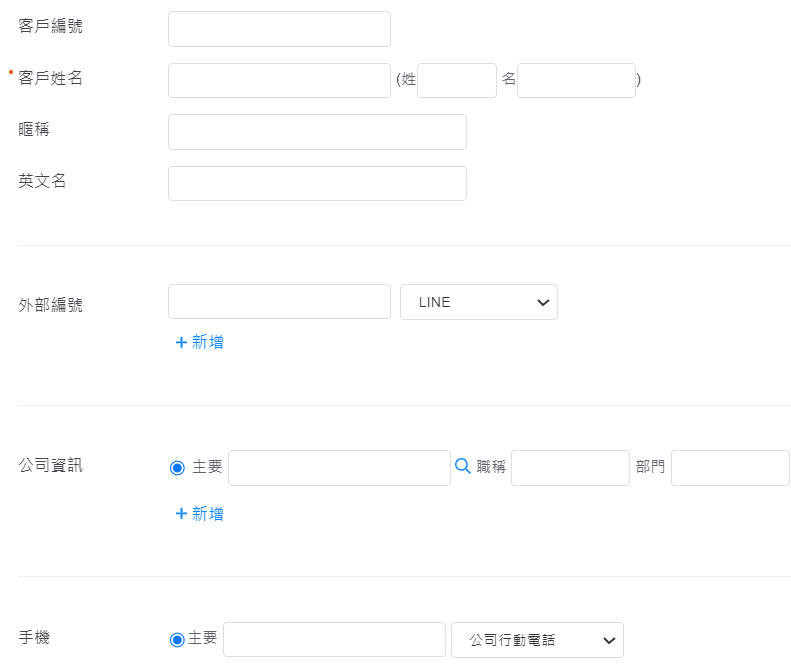 客戶編號
客戶姓名 (姓 名 )
暱稱
英文名
外部編號 LINE
+ 新增
公司資訊 主要 職稱 部門
+ 新增
手機 主要 公司行動電話